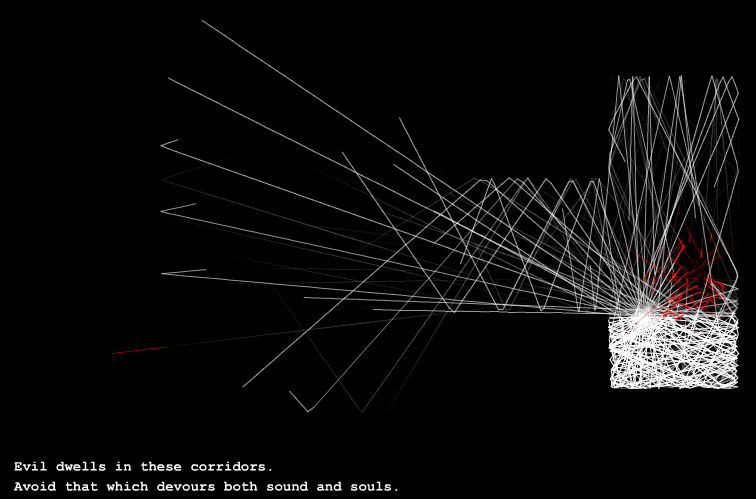 Evil dwells in these corridors.
Avoid that which devours both sound and souls.